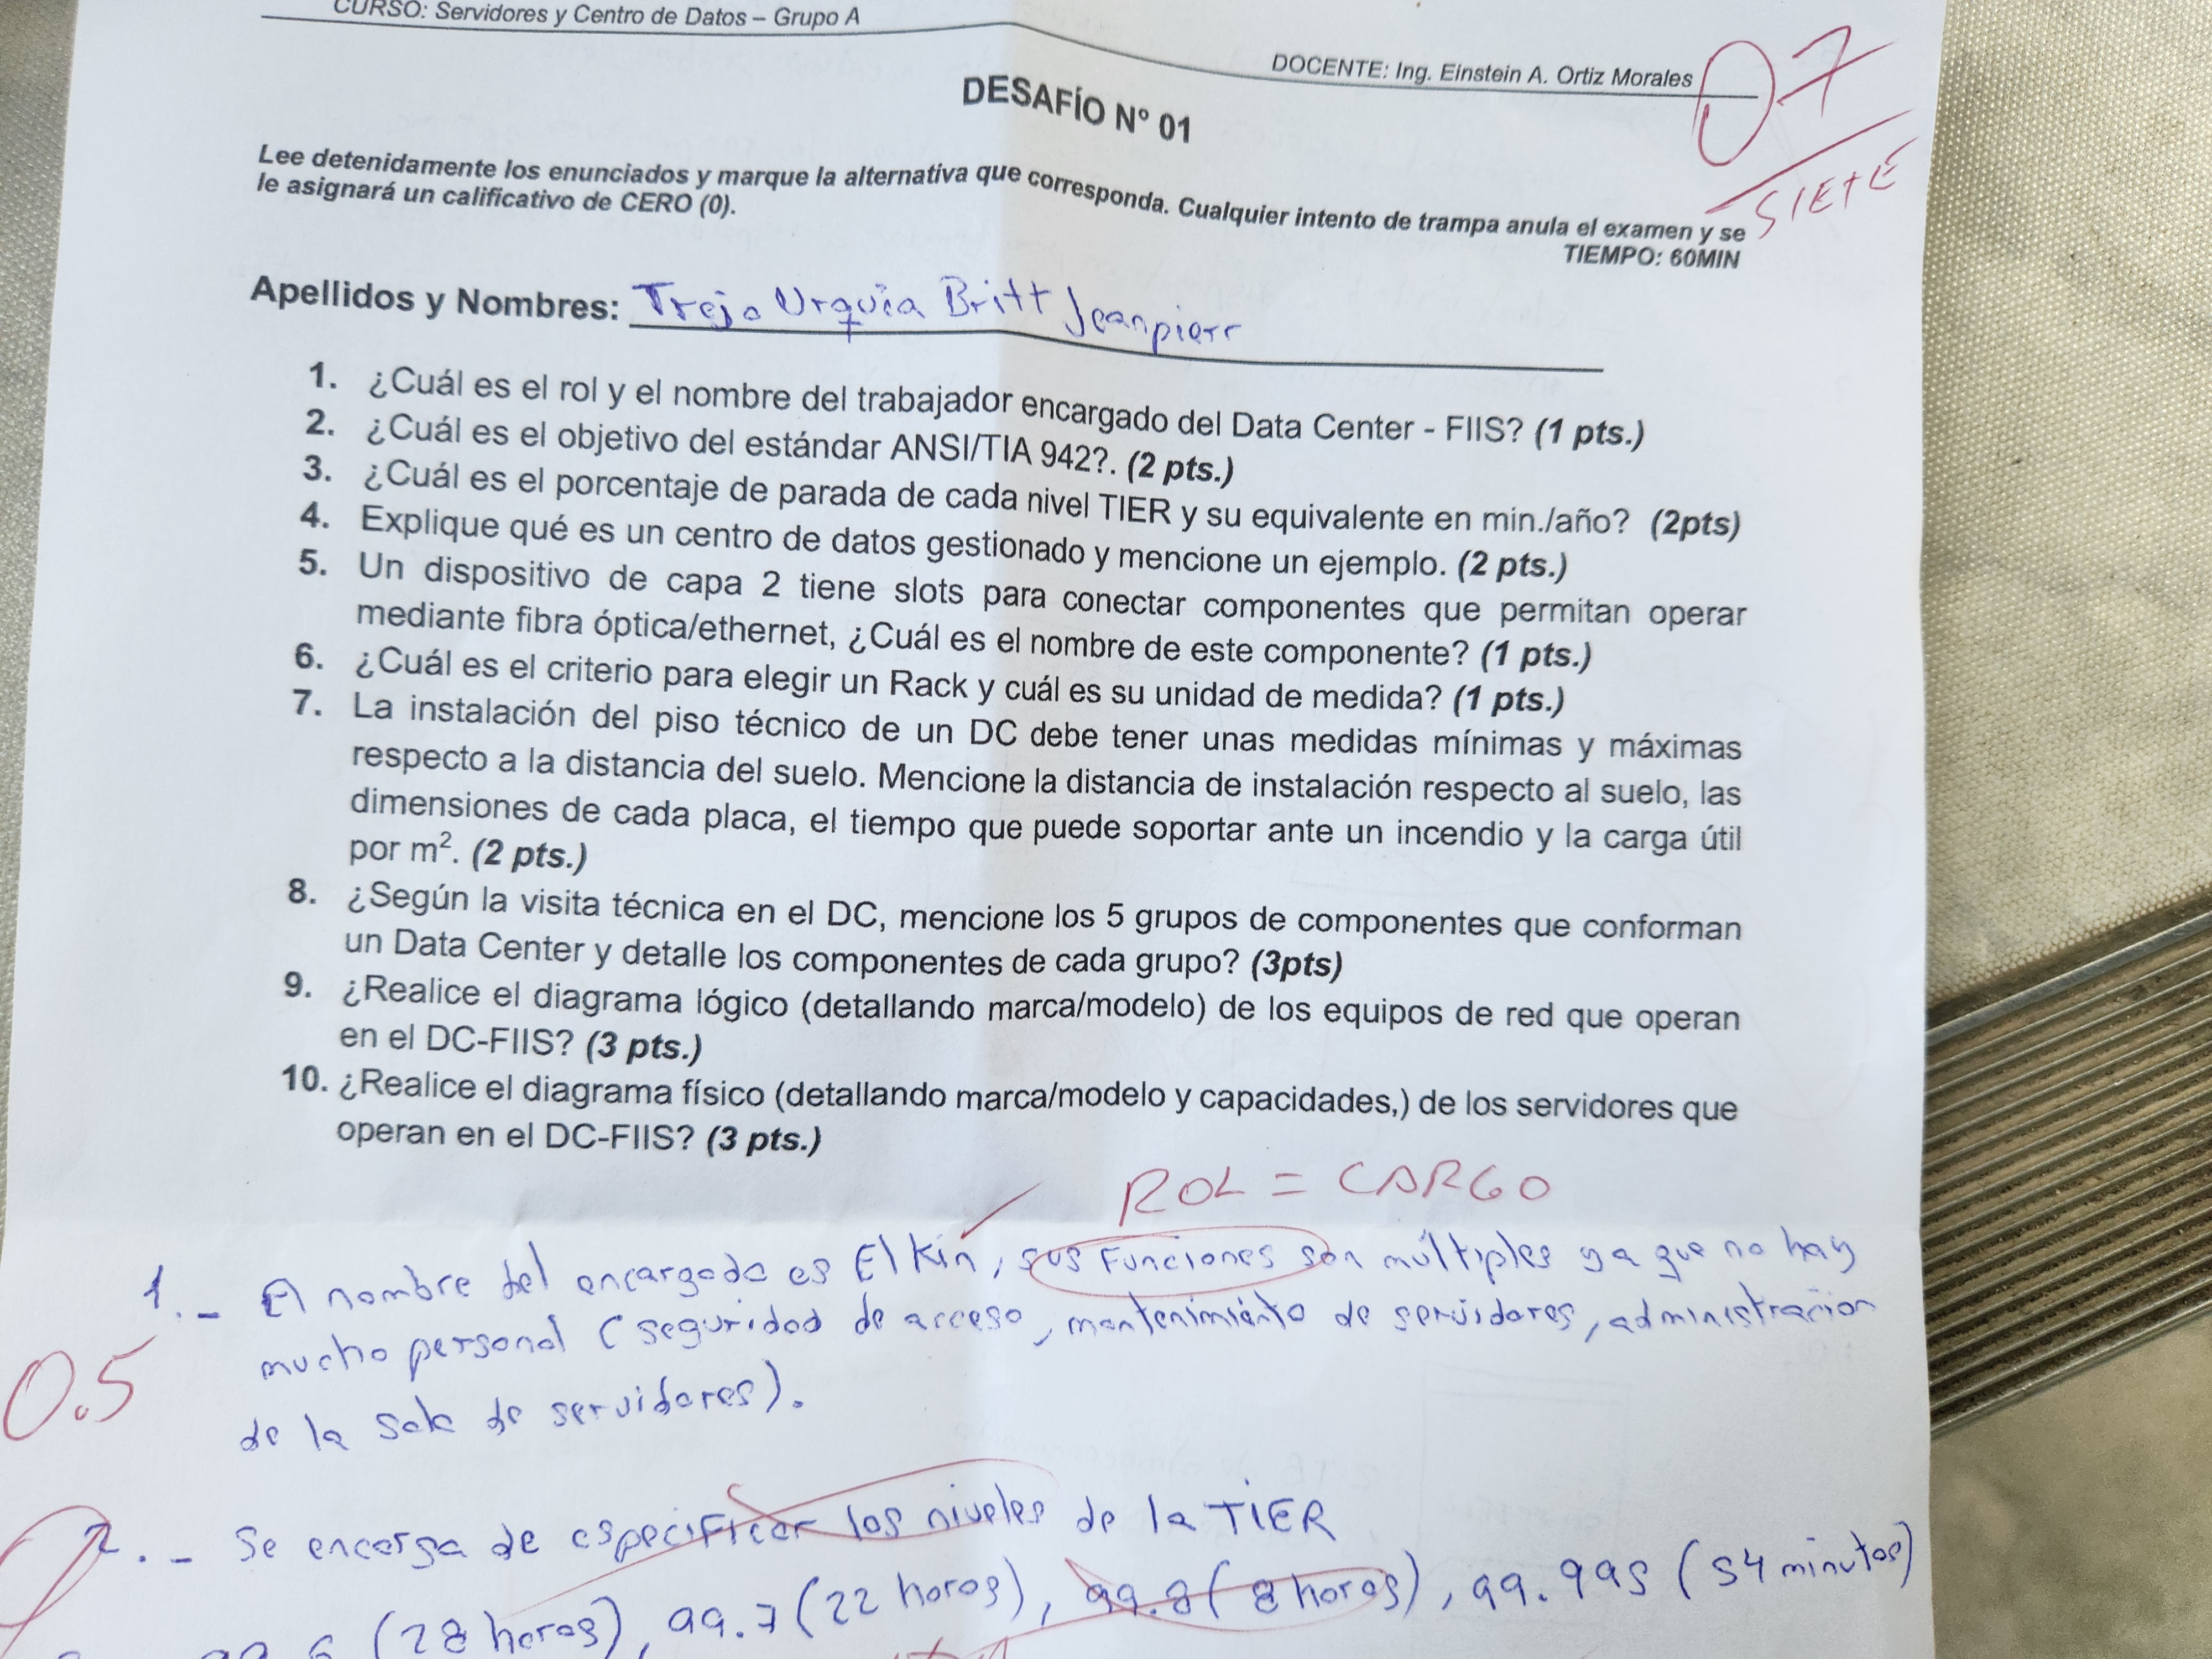 CURSO: Servidores y Centro de Datos – Grupo A
DOCENTE: Ing. Einstein A. Ortiz Morales
07
SIETE
DESAFÍO N° 01
Lee detenidamente los enunciados y marque la alternativa que corresponda. Cualquier intento de trampa anula el examen y se
le asignará un calificativo de CERO (0).
TIEMPO: 60MIN
Apellidos y Nombres: Trejo Urquia Britt Jeanpierr
1. ¿Cuál es el rol y el nombre del trabajador encargado del Data Center - FIIS? (1 pts.)
2. ¿Cuál es el objetivo del estándar ANSI/TIA 942?. (2 pts.)
3. ¿Cuál es el porcentaje de parada de cada nivel TIER y su equivalente en min./año? (2pts)
4. Explique qué es un centro de datos gestionado y mencione un ejemplo. (2 pts.)
5. Un dispositivo de capa 2 tiene slots para conectar componentes que permitan operar
mediante fibra óptica/ethernet, ¿Cuál es el nombre de este componente? (1 pts.)
6. ¿Cuál es el criterio para elegir un Rack y cuál es su unidad de medida? (1 pts.)
7. La instalación del piso técnico de un DC debe tener unas medidas mínimas y máximas
respecto a la distancia del suelo. Mencione la distancia de instalación respecto al suelo, las
dimensiones de cada placa, el tiempo que puede soportar ante un incendio y la carga útil
por m². (2 pts.)
8. ¿Según la visita técnica en el DC, mencione los 5 grupos de componentes que conforman
un Data Center y detalle los componentes de cada grupo? (3pts)
9. ¿Realice el diagrama lógico (detallando marca/modelo) de los equipos de red que operan
en el DC-FIIS? (3 pts.)
10. ¿Realice el diagrama físico (detallando marca/modelo y capacidades,) de los servidores que
operan en el DC-FIIS? (3 pts.)
ROL = CARGO
1.- El nombre del encargado es Elkin, sus funciones son múltiples ya que no hay
mucho personal (seguridad de acceso, mantenimiento de servidores, administración
0.5
de la sala de servidores).
2.- Se encarga de especificar los niveles de la TIER
(28 horas), 99.7 (22 horas), 99.8 (8 horas), 99.995 (54 minutos)